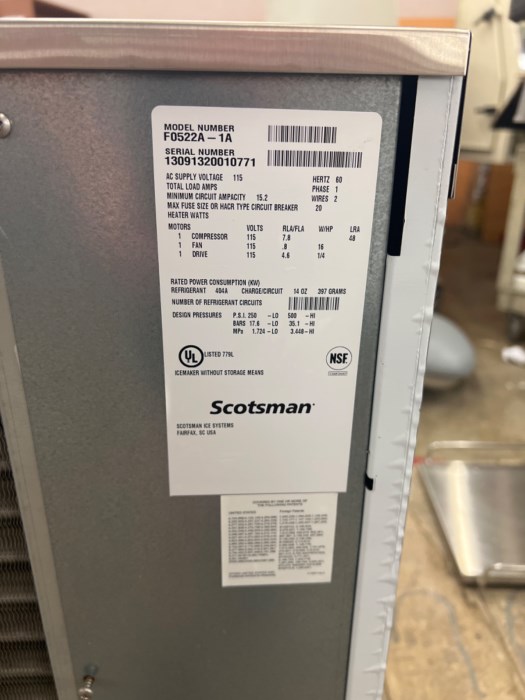 MODEL NUMBER
F0522A – 1A
SERIAL NUMBER
13091320010771
AC SUPPLY VOLTAGE 115 HERTZ 60
TOTAL LOAD AMPS PHASE 1
MINIMUM CIRCUIT AMPACITY 15.2 WIRES 2
MAX FUSE SIZE OR HACR TYPE CIRCUIT BREAKER 20
HEATER WATTS
MOTORS VOLTS RLA/FLA W/HP LRA
1 COMPRESSOR 115 7.8 48
1 FAN 115 .8 16
1 DRIVE 115 4.6 1/4
RATED POWER CONSUMPTION (KW)
REFRIGERANT 404A CHARGE/CIRCUIT 14 OZ 397 GRAMS
NUMBER OF REFRIGERANT CIRCUITS
DESIGN PRESSURES P.S.I. 250 –LO 500 –HI
BARS 17.6 –LO 35.1 –HI
MPs 1.724 –LO 3.448–HI
UL LISTED 778L
NSF
ICEMAKER WITHOUT STORAGE MEANS
Scotsman
SCOTSMAN ICE SYSTEMS
FAIRFAX, SC USA